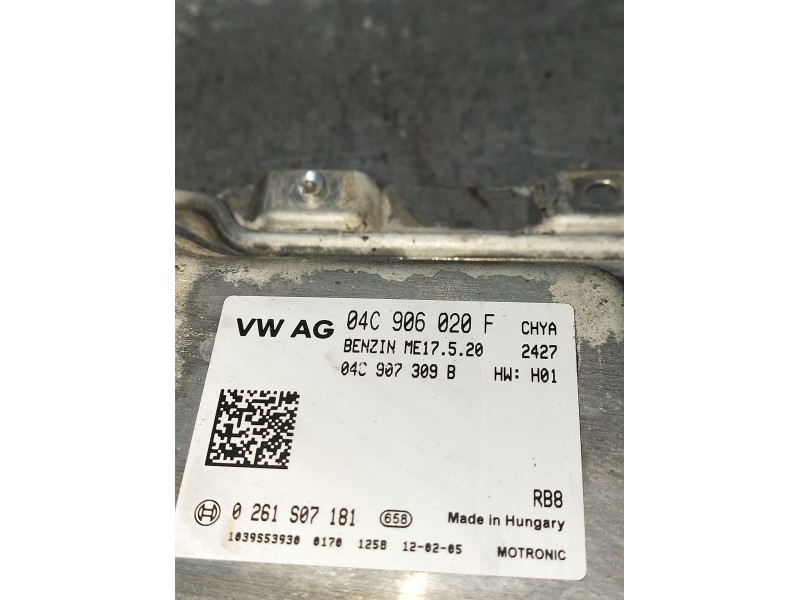 VW AG 04C 906 020 F CHYA
BENZIN ME17.5.20 2427
04C 907 309 B HW: H01
RB8
0 261 S07 181 658 Made in Hungary
1039S53930 0170 1258 12-02-05 MOTRONIC